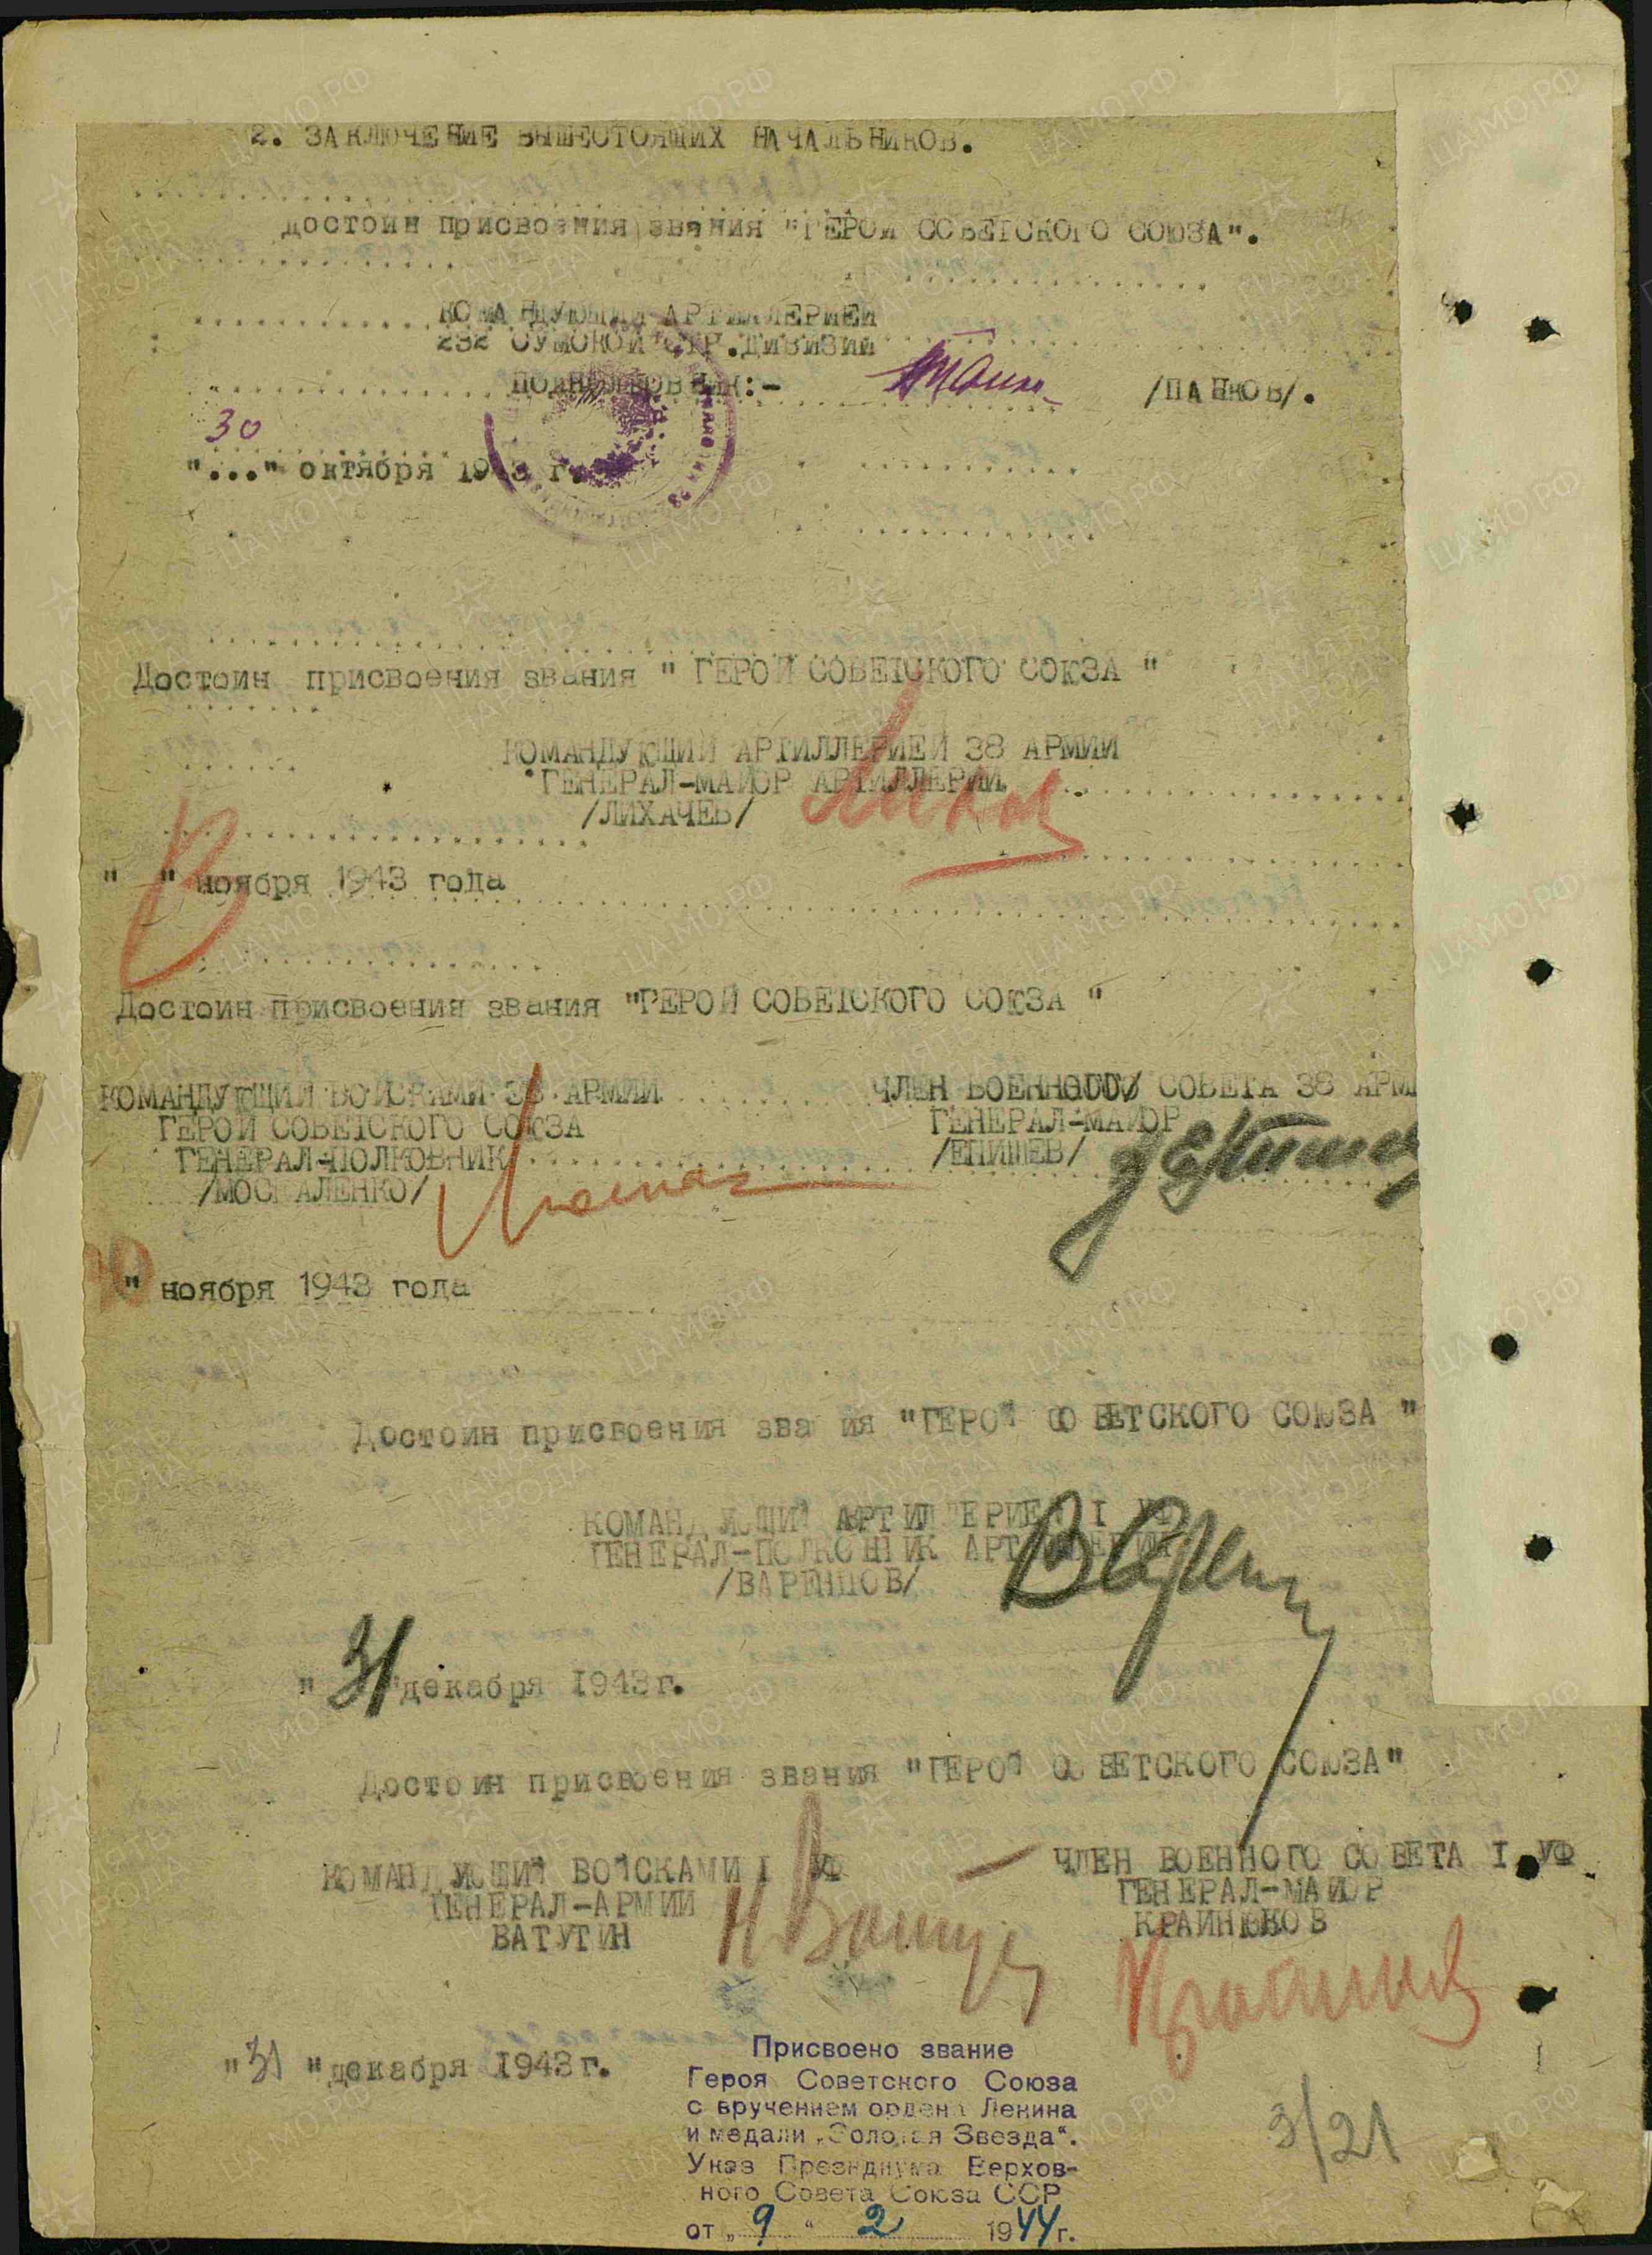 2. ЗАКЛЮЧЕНИЕ ВЫШЕСТОЯЩИХ НАЧАЛЬНИКОВ.
достоин присвоения звания "ГЕРОЙ СОВЕТСКОГО СОЮЗА".
КОМАНДУЮЩИЙ АРТИЛЛЕРИЕЙ
232 СУМСКОЙ СТР.ДИВИЗИИ
ПОДПОЛКОВНИК:- /ПАНКОВ/.
30
"..." октября 1943 г.
Достоин присвоения звания " ГЕРОЙ СОВЕТСКОГО СОЮЗА "
КОМАНДУЮЩИЙ АРТИЛЛЕРИЕЙ 38 АРМИИ
ГЕНЕРАЛ-МАЙОР АРТИЛЛЕРИИ
/ЛИХАЧЕВ/
" " ноября 1943 года
Достоин присвоения звания "ГЕРОЙ СОВЕТСКОГО СОЮЗА "
КОМАНДУЮЩИЙ ВОЙСКАМИ 38 АРМИИ ЧЛЕН ВОЕННОГО СОВЕТА 38 АРМ
ГЕРОЙ СОВЕТСКОГО СОЮЗА ГЕНЕРАЛ-МАЙОР
ГЕНЕРАЛ-ПОЛКОВНИК /ЕПИШЕВ/
/МОСКАЛЕНКО/
" ноября 1943 года
Достоин присвоения зва ия "ГЕРОЙ СОВЕТСКОГО СОЮЗА "
КОМАНДУЮЩИЙ АРТИЛЛЕРИЕЙ I
ГЕНЕРАЛ-ПОЛКОВНИК АРТИЛЛЕРИИ
/ВАРЕНЦОВ/
"31" декабря 1943г.
Достоин присвоения звания "ГЕРОЙ СОВЕТСКОГО СОЮЗА"
КОМАНДУЮЩИЙ ВОЙСКАМИ I УФ ЧЛЕН ВОЕННОГО СОВЕТА I УФ
ГЕНЕРАЛ-АРМИИ ГЕНЕРАЛ-МАЙОР
ВАТУТИН КРАЙНЮКОВ
"31 "декабря 1943г.
Присвоено звание
Героя Советского Союза
с вручением ордена Ленина
и медали „Золотая Звезда“.
Указ Президиума Верхов-
ного Совета Союза ССР
от „ 9 “ 2 1944г.
3/21